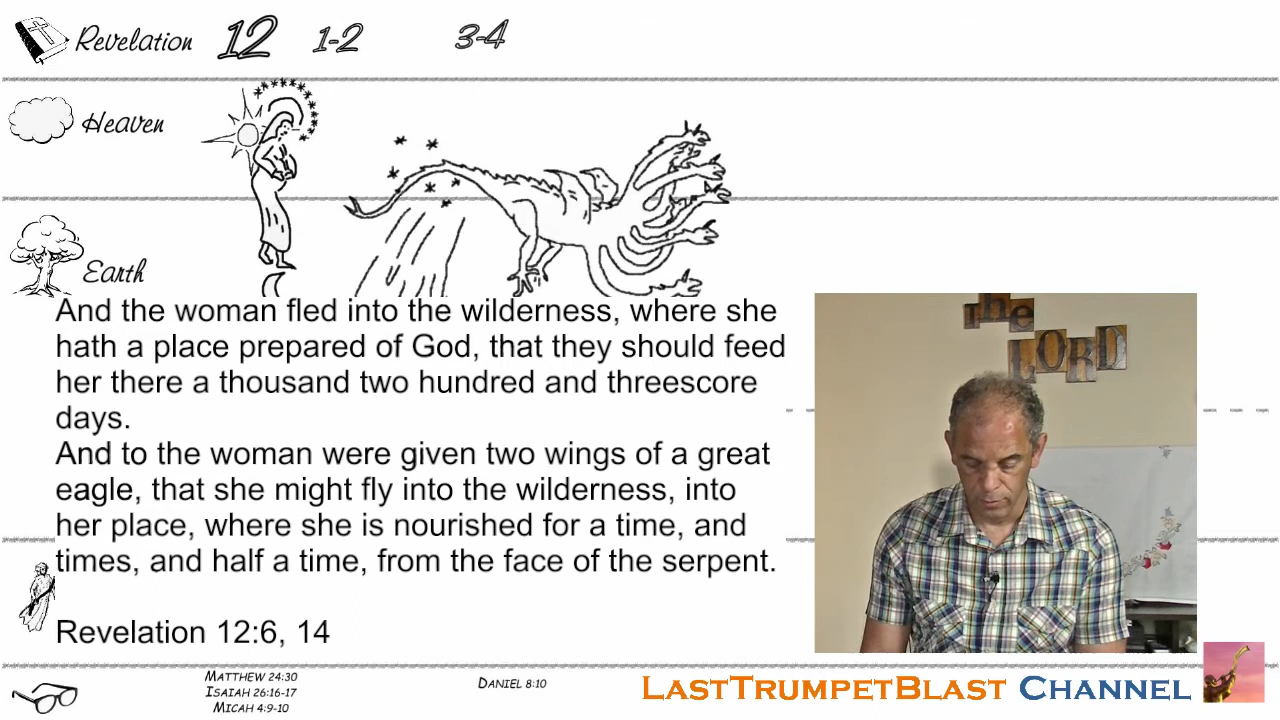 Revelation 12 1-2 3-4
Heaven
Earth
And the woman fled into the wilderness, where she
hath a place prepared of God, that they should feed
her there a thousand two hundred and threescore
days.
And to the woman were given two wings of a great
eagle, that she might fly into the wilderness, into
her place, where she is nourished for a time, and
times, and half a time, from the face of the serpent.
Revelation 12:6, 14
The
LORD
MATTHEW 24:30
ISAIAH 26:16-17
MICAH 4:9-10
DANIEL 8:10
LASTTRUMPETBLAST CHANNEL